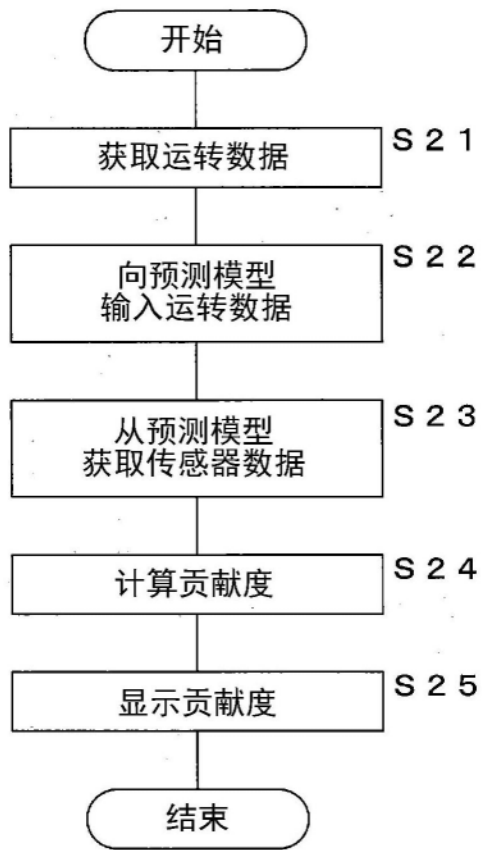 开始
获取运转数据
S21
向预测模型
输入运转数据
S22
从预测模型
获取传感器数据
S23
计算贡献度
S24
显示贡献度
S25
结束